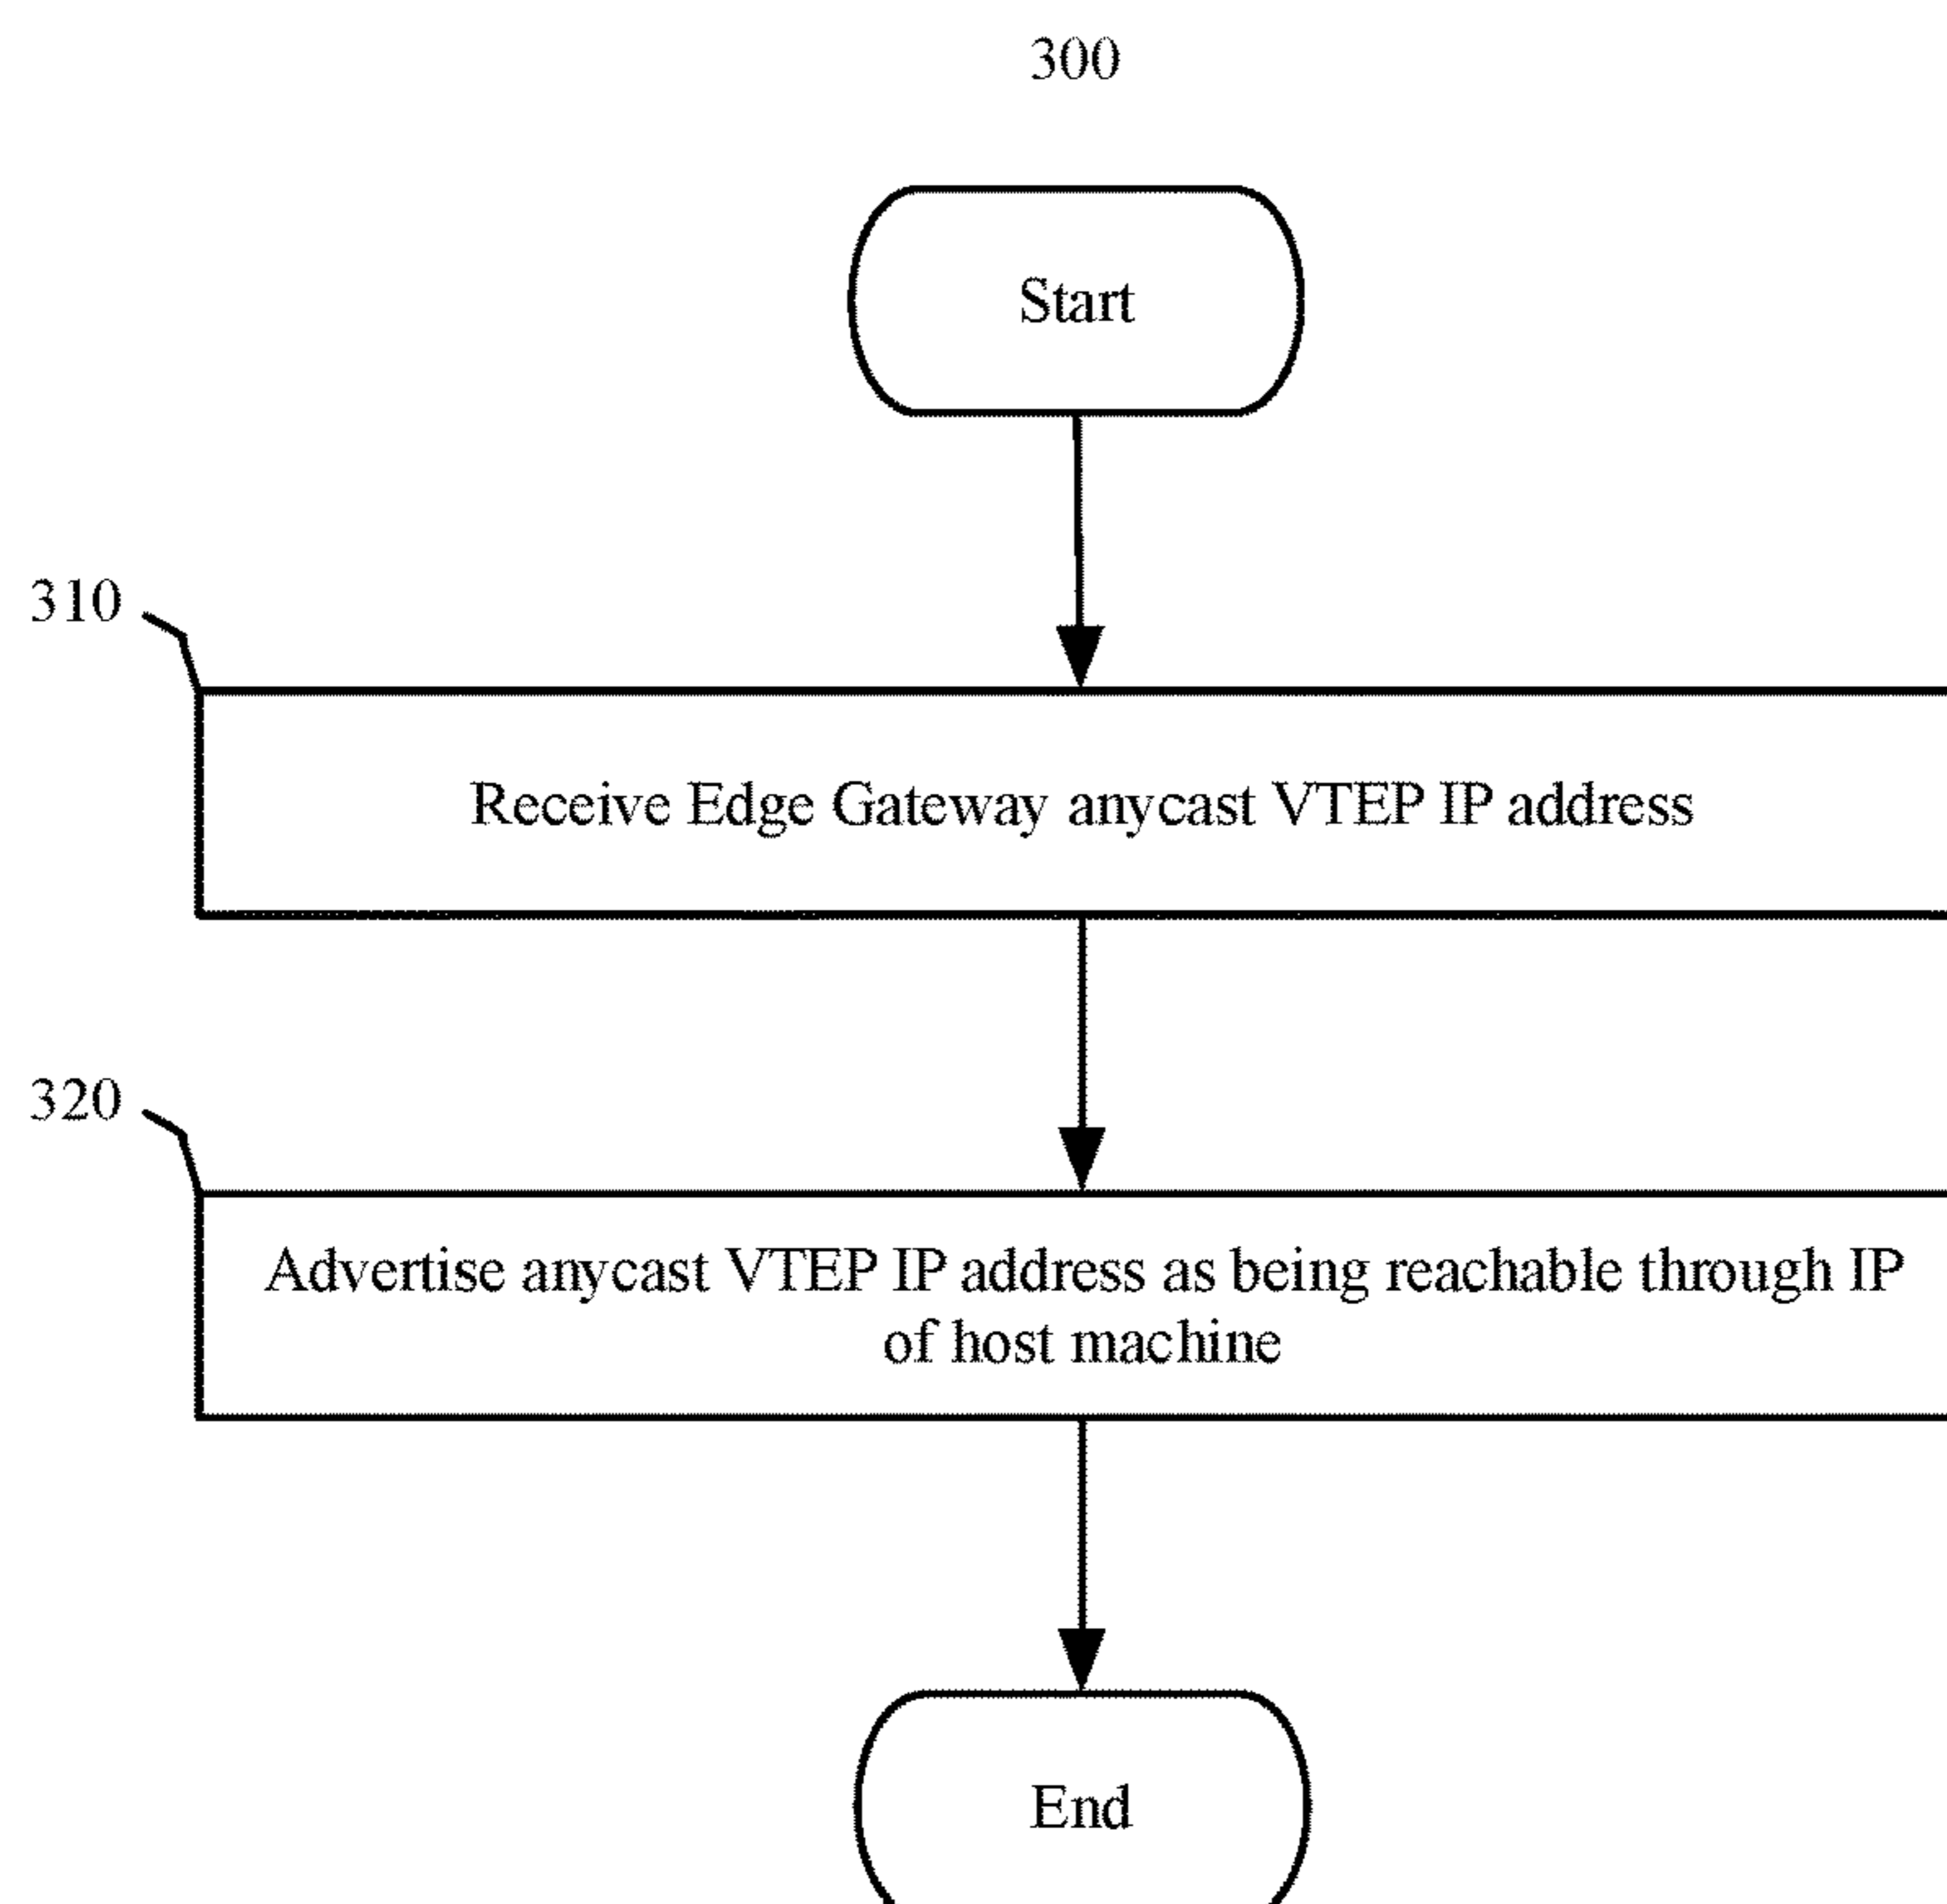 300
Start
310
Receive Edge Gateway anycast VTEP IP address
320
Advertise anycast VTEP IP address as being reachable through IP
of host machine
End